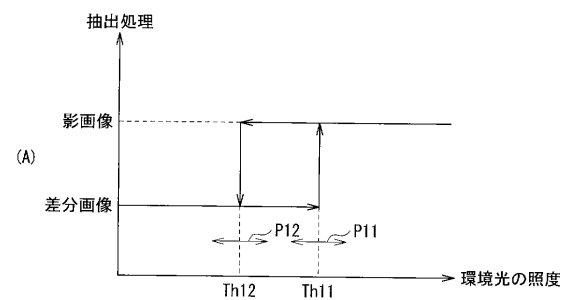 抽出処理
影画像
(A)
差分画像
P12
P11
Th12
Th11
環境光の照度